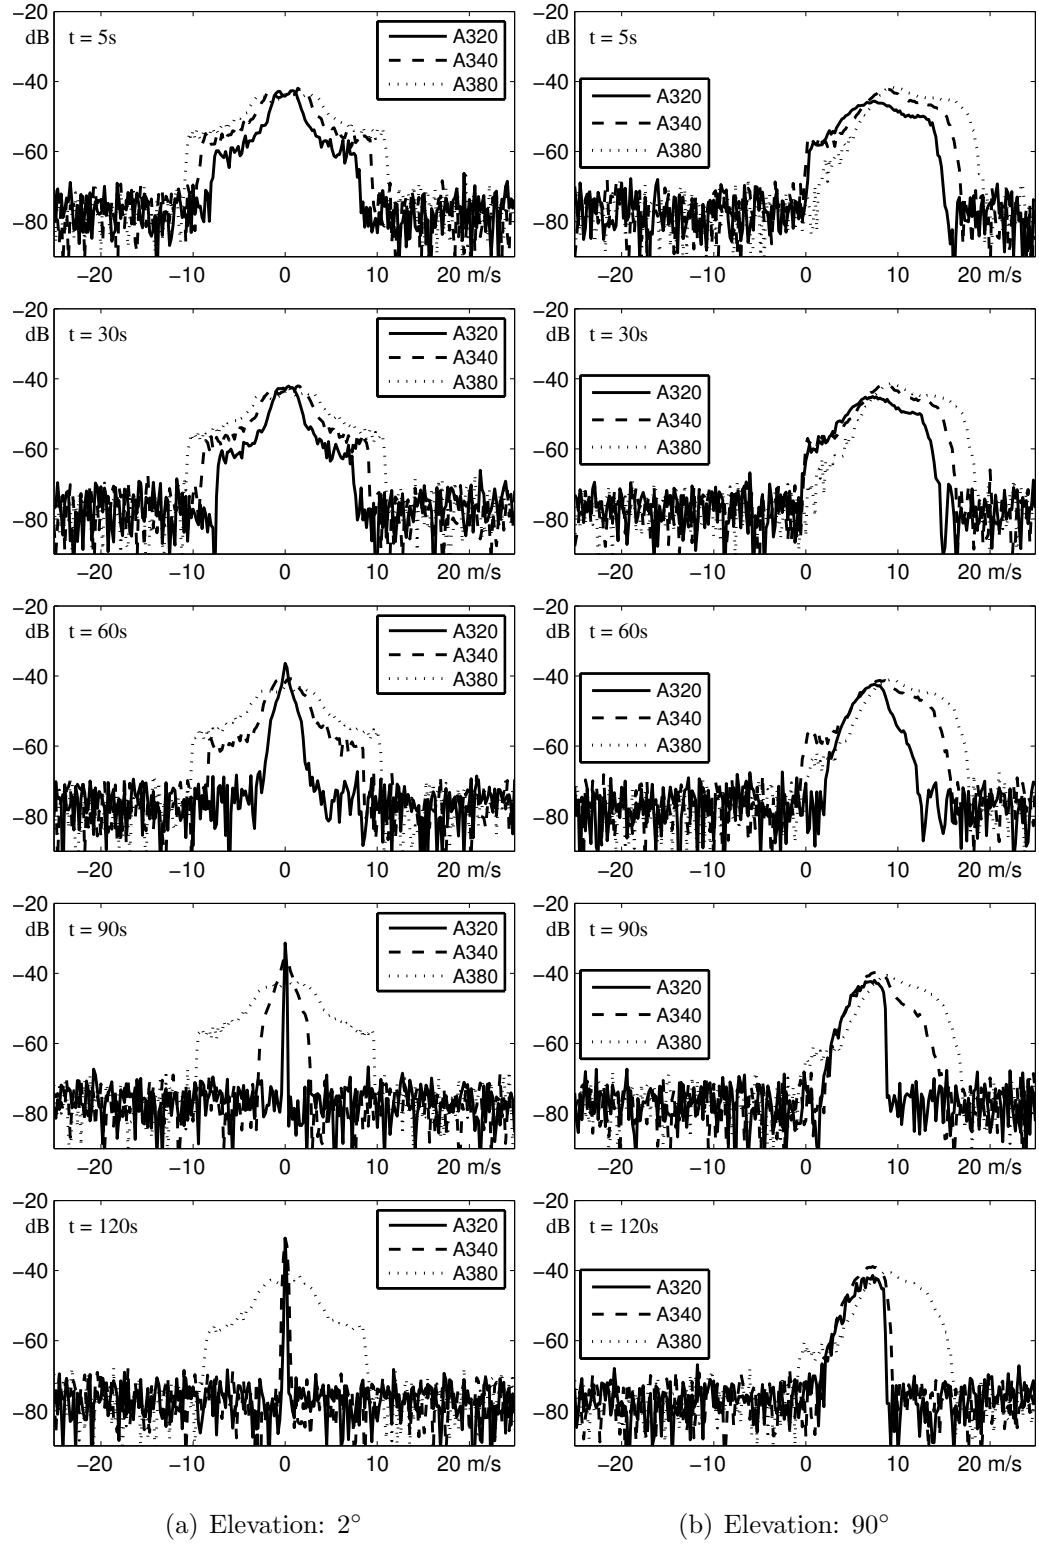 −20
dB
t = 5s
A320
A340
A380
−40
−60
−80
−20
−10
0
10
20 m/s
−20
dB
t = 5s
A320
A340
A380
−40
−60
−80
−20
−10
0
10
20 m/s
−20
dB
t = 30s
A320
A340
A380
−40
−60
−80
−20
−10
0
10
20 m/s
−20
dB
t = 30s
A320
A340
A380
−40
−60
−80
−20
−10
0
10
20 m/s
−20
dB
t = 60s
A320
A340
A380
−40
−60
−80
−20
−10
0
10
20 m/s
−20
dB
t = 60s
A320
A340
A380
−40
−60
−80
−20
−10
0
10
20 m/s
−20
dB
t = 90s
A320
A340
A380
−40
−60
−80
−20
−10
0
10
20 m/s
−20
dB
t = 90s
A320
A340
A380
−40
−60
−80
−20
−10
0
10
20 m/s
−20
dB
t = 120s
A320
A340
A380
−40
−60
−80
−20
−10
0
10
20 m/s
−20
dB
t = 120s
A320
A340
A380
−40
−60
−80
−20
−10
0
10
20 m/s
(a) Elevation: 2°
(b) Elevation: 90°